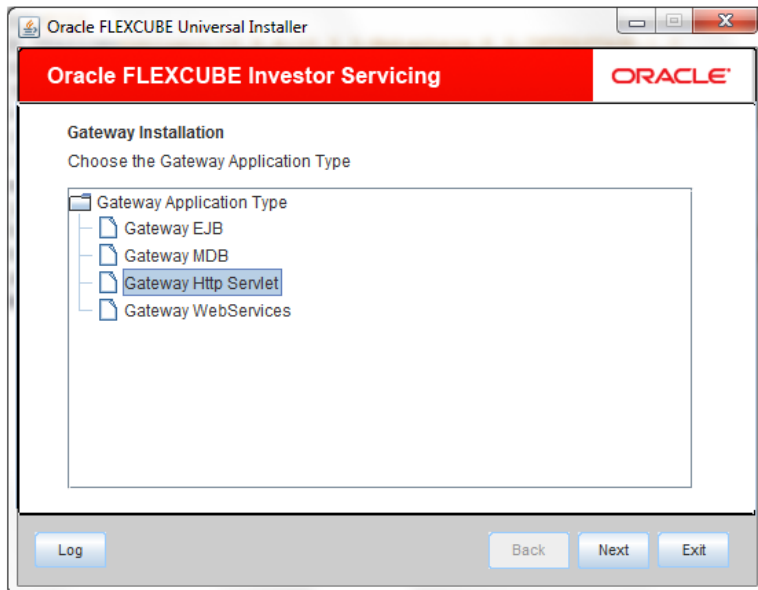 Oracle FLEXCUBE Universal Installer
Oracle FLEXCUBE Investor Servicing
ORACLE
Gateway Installation
Choose the Gateway Application Type
Gateway Application Type
Gateway EJB
Gateway MDB
Gateway Http Servlet
Gateway WebServices
Log
Back
Next
Exit